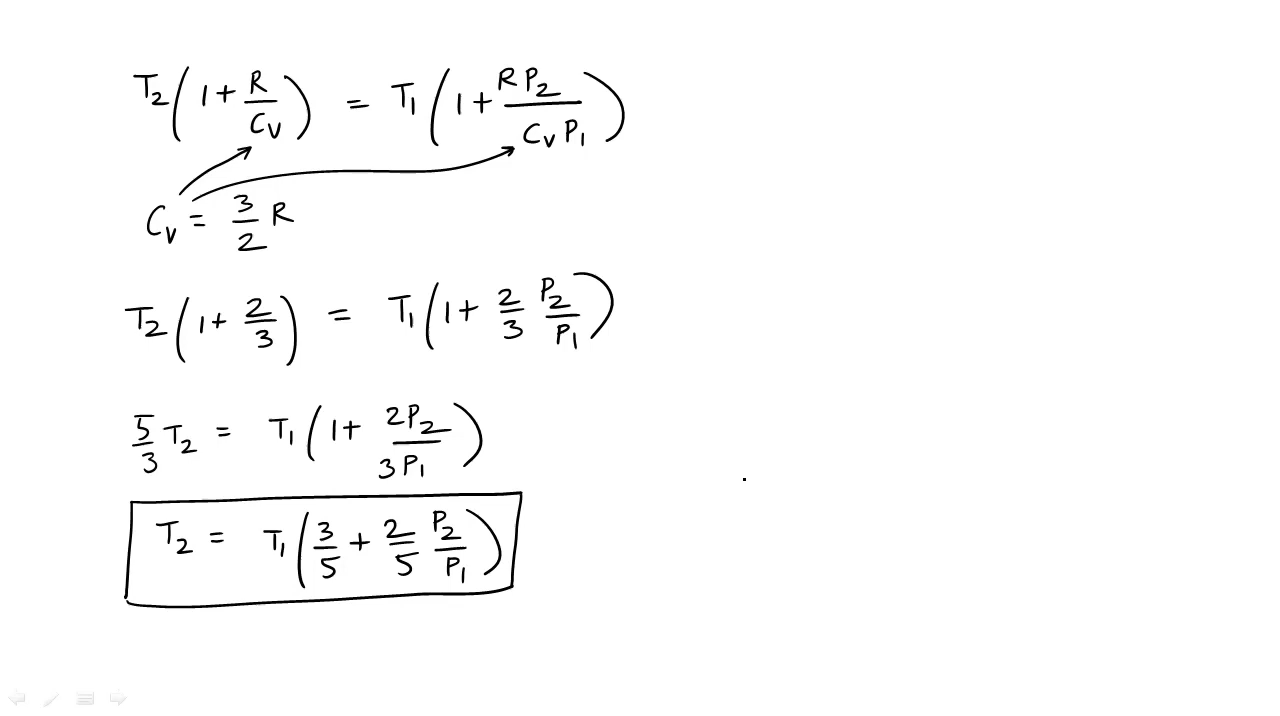 T₂(1 + R/Cᵥ) = T₁(1 + RP₂/CᵥP₁)
Cᵥ = 3/2 R
T₂(1 + 2/3) = T₁(1 + 2/3 P₂/P₁)
5/3 T₂ = T₁(1 + 2P₂/3P₁)
T₂ = T₁(3/5 + 2/5 P₂/P₁)